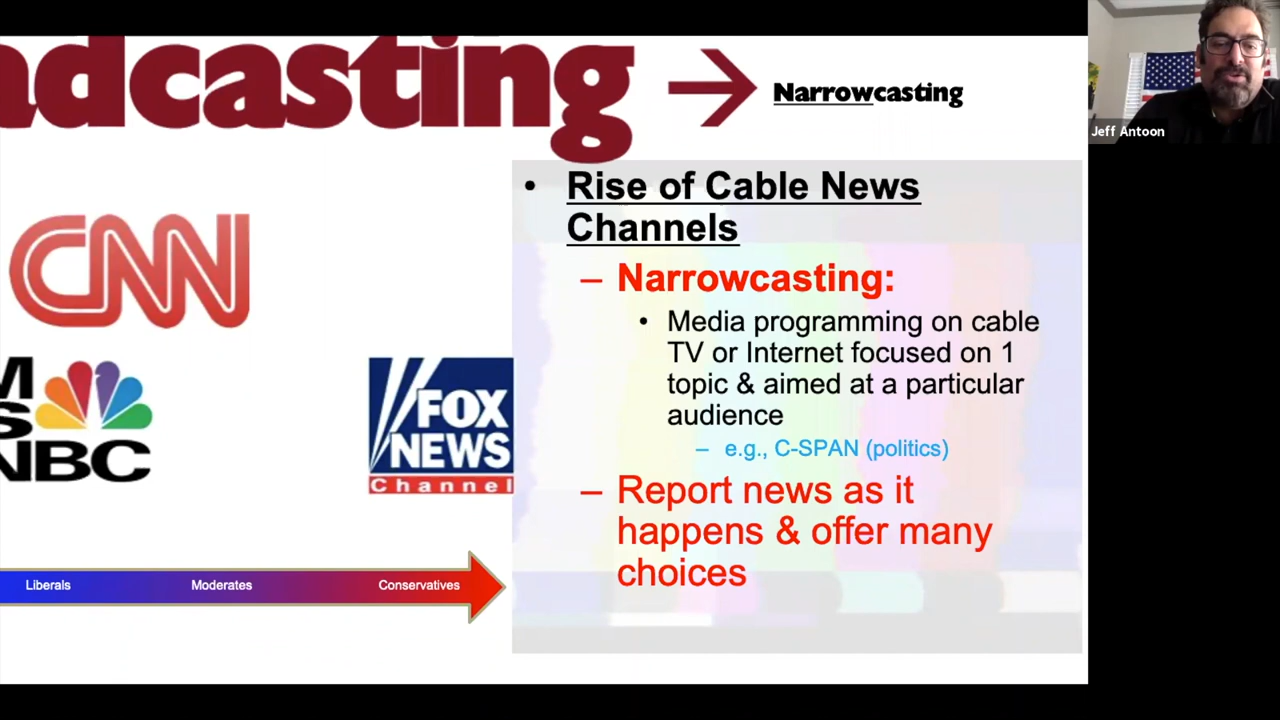 adcasting → Narrowcasting
Jeff Antoon
• Rise of Cable News
Channels
– Narrowcasting:
• Media programming on cable
TV or Internet focused on 1
topic & aimed at a particular
audience
– e.g., C-SPAN (politics)
– Report news as it
happens & offer many
choices
CNN
M
S
NBC
FOX
NEWS
Channel
Liberals Moderates Conservatives